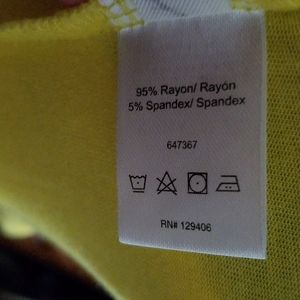 95% Rayon/ Rayón
5% Spandex/ Spandex
647367
RN# 129406